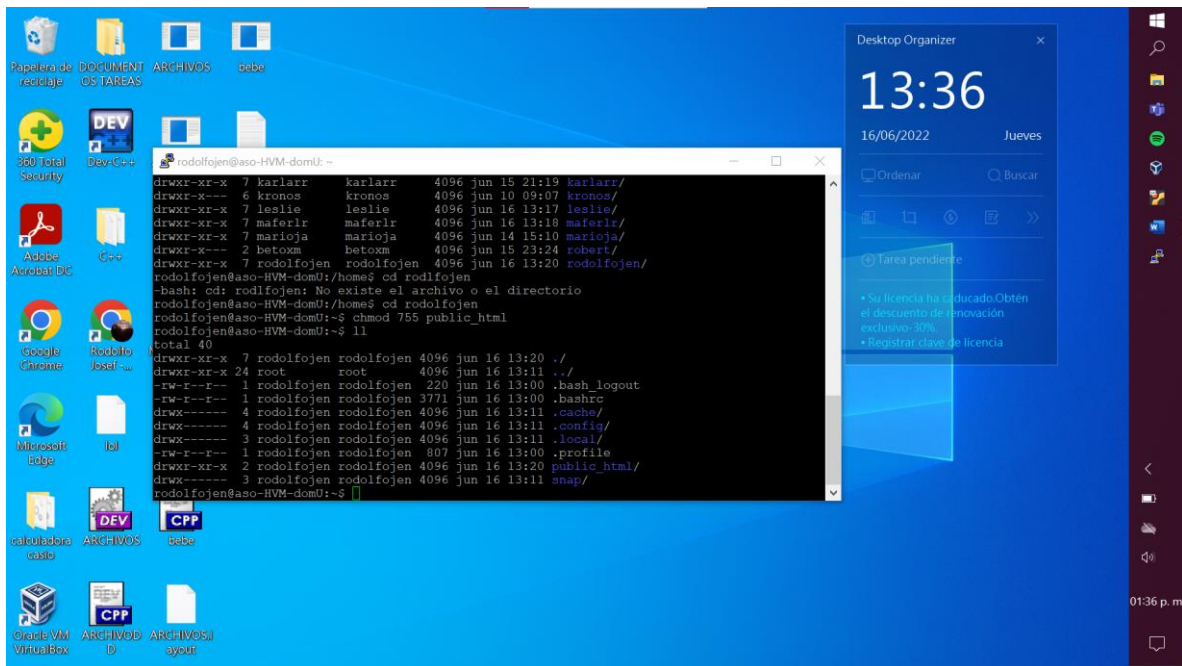 Papelera de reciclaje
DOCUMENT OS TAREAS
ARCHIVOS
bebe
360 Total Security
Dev-C++
Adobe Acrobat DC
C++
Google Chrome
Rodolfo Josef -...
Microsoft Edge
lol
calculadora casio
DEV
ARCHIVOS
CPP
bebe
Oracle VM VirtualBox
CPP
ARCHIVOD D
ARCHIVOS.l ayout
DEV
rodolfojen@aso-HVM-domU: ~
drwxr-xr-x  7 karlarr    karlarr    4096 jun 15 21:19 karlarr/
drwxr-x---  6 kronos     kronos     4096 jun 10 09:07 kronos/
drwxr-xr-x  7 leslie     leslie     4096 jun 16 13:17 leslie/
drwxr-xr-x  7 maferlr    maferlr    4096 jun 16 13:18 maferlr/
drwxr-xr-x  7 marioja    marioja    4096 jun 14 15:10 marioja/
drwxr-x---  2 betoxm     betoxm     4096 jun 15 23:24 robert/
drwxr-xr-x  7 rodolfojen rodolfojen 4096 jun 16 13:20 rodolfojen/
rodolfojen@aso-HVM-domU:/home$ cd rodlfojen
-bash: cd: rodlfojen: No existe el archivo o el directorio
rodolfojen@aso-HVM-domU:/home$ cd rodolfojen
rodolfojen@aso-HVM-domU:~$ chmod 755 public_html
rodolfojen@aso-HVM-domU:~$ ll
total 40
drwxr-xr-x  7 rodolfojen rodolfojen 4096 jun 16 13:20 ./
drwxr-xr-x 24 root       root       4096 jun 16 13:11 ../
-rw-r--r--  1 rodolfojen rodolfojen  220 jun 16 13:00 .bash_logout
-rw-r--r--  1 rodolfojen rodolfojen 3771 jun 16 13:00 .bashrc
drwx------  4 rodolfojen rodolfojen 4096 jun 16 13:11 .cache/
drwx------  4 rodolfojen rodolfojen 4096 jun 16 13:11 .config/
drwx------  3 rodolfojen rodolfojen 4096 jun 16 13:11 .local/
-rw-r--r--  1 rodolfojen rodolfojen  807 jun 16 13:00 .profile
drwxr-xr-x  2 rodolfojen rodolfojen 4096 jun 16 13:20 public_html/
drwx------  3 rodolfojen rodolfojen 4096 jun 16 13:11 snap/
rodolfojen@aso-HVM-domU:~$
Desktop Organizer
13:36
16/06/2022 Jueves
Ordenar Buscar
Tarea pendiente
• Su licencia ha caducado.Obtén
el descuento de renovación
exclusivo-30%.
• Registrar clave de licencia
01:36 p. m